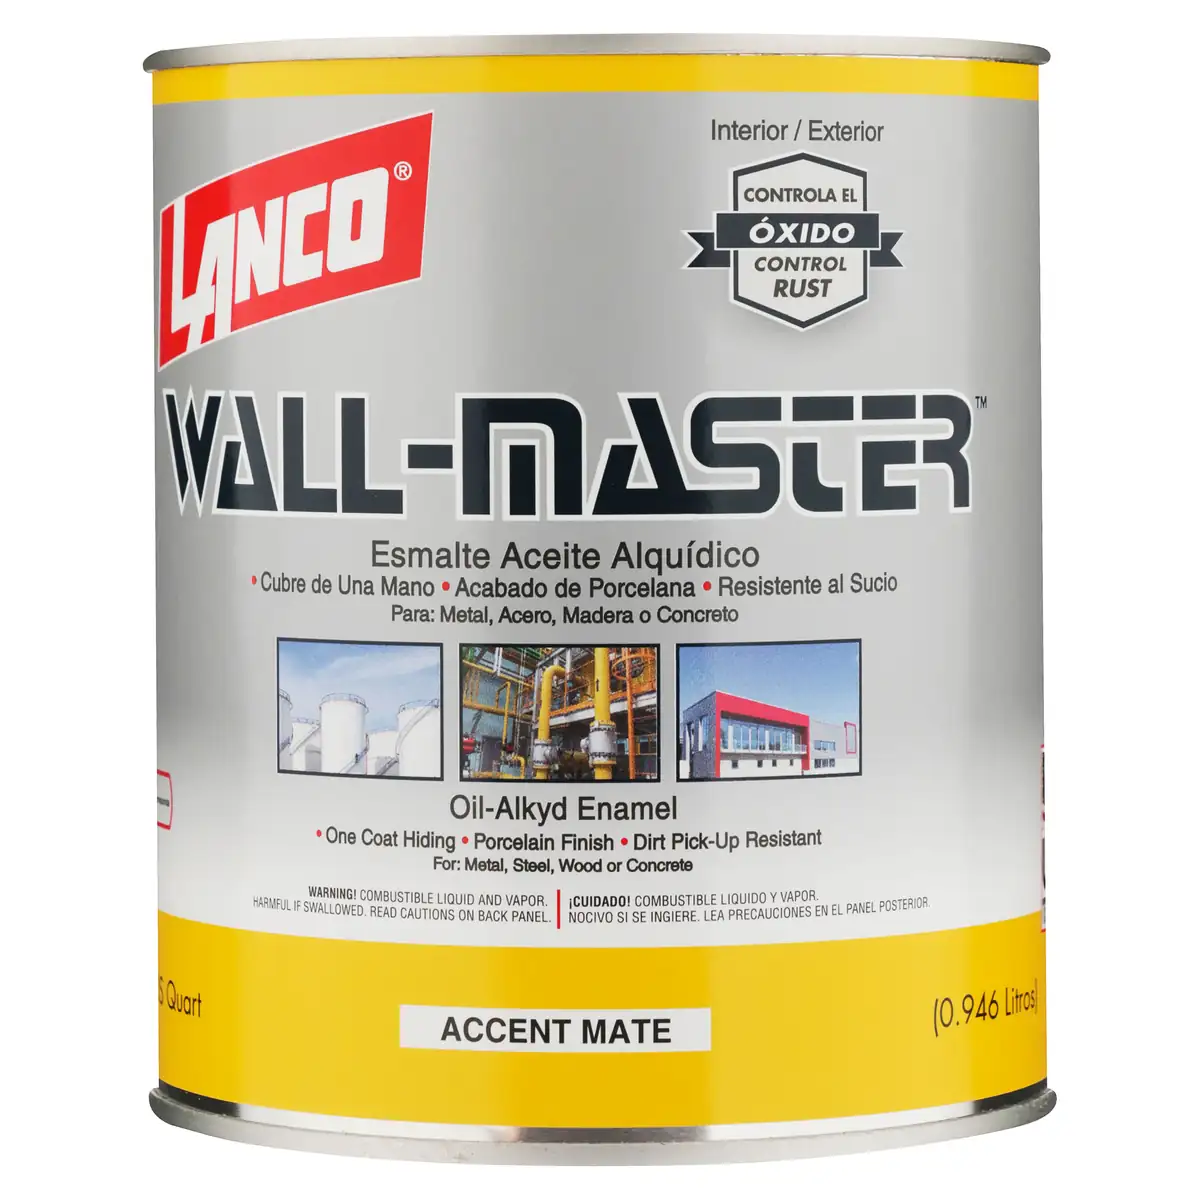 LANCO®
Interior / Exterior
CONTROLA EL
ÓXIDO
CONTROL
RUST
WALL-MASTER™
Esmalte Aceite Alquídico
• Cubre de Una Mano • Acabado de Porcelana • Resistente al Sucio
Para: Metal, Acero, Madera o Concreto
Oil-Alkyd Enamel
• One Coat Hiding • Porcelain Finish • Dirt Pick-Up Resistant
For: Metal, Steel, Wood or Concrete
WARNING! COMBUSTIBLE LIQUID AND VAPOR.
HARMFUL IF SWALLOWED. READ CAUTIONS ON BACK PANEL.
¡CUIDADO! COMBUSTIBLE LIQUIDO Y VAPOR.
NOCIVO SI SE INGIERE. LEA PRECAUCIONES EN EL PANEL POSTERIOR.
S Quart
(0.946 Litros)
ACCENT MATE